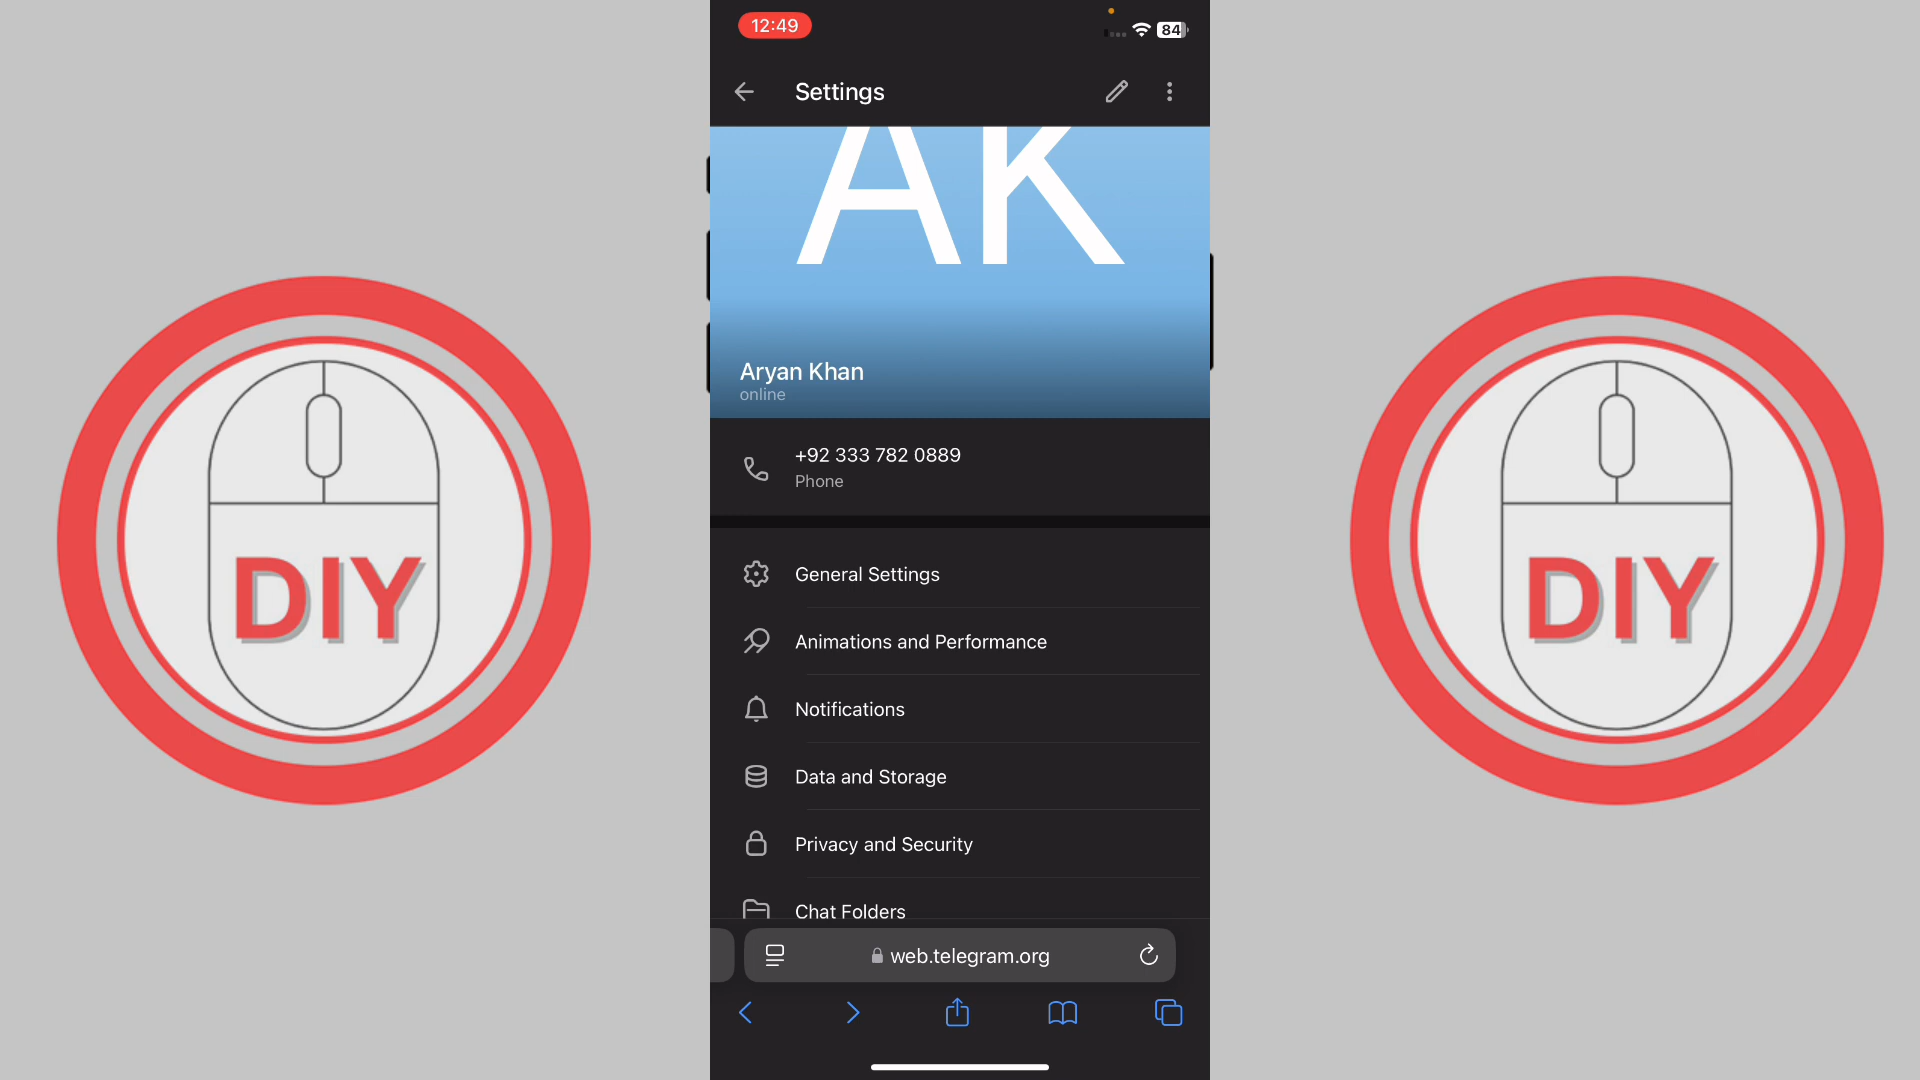 12:49
84
Settings
AK
Aryan Khan
online
+92 333 782 0889
Phone
General Settings
Animations and Performance
Notifications
Data and Storage
Privacy and Security
Chat Folders
web.telegram.org
DIY
DIY